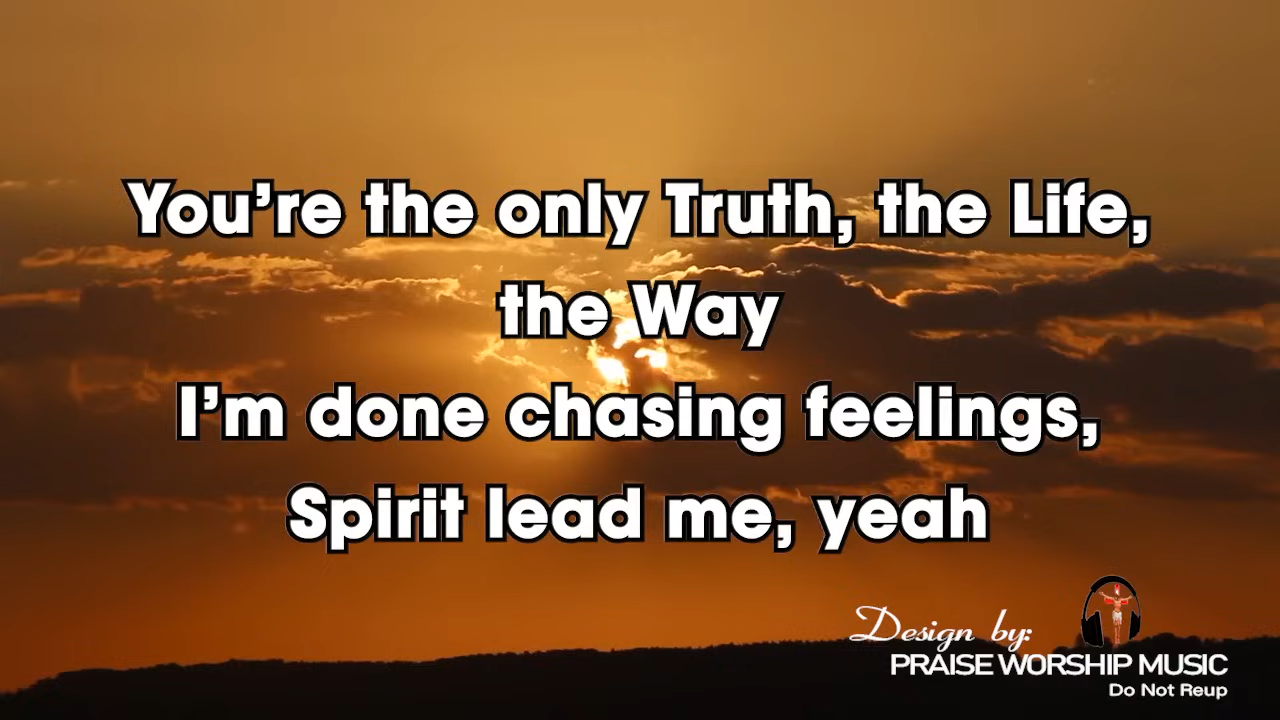 You’re the only Truth, the Life,
the Way
I’m done chasing feelings,
Spirit lead me, yeah
Design by:
PRAISE WORSHIP MUSIC
Do Not Reup